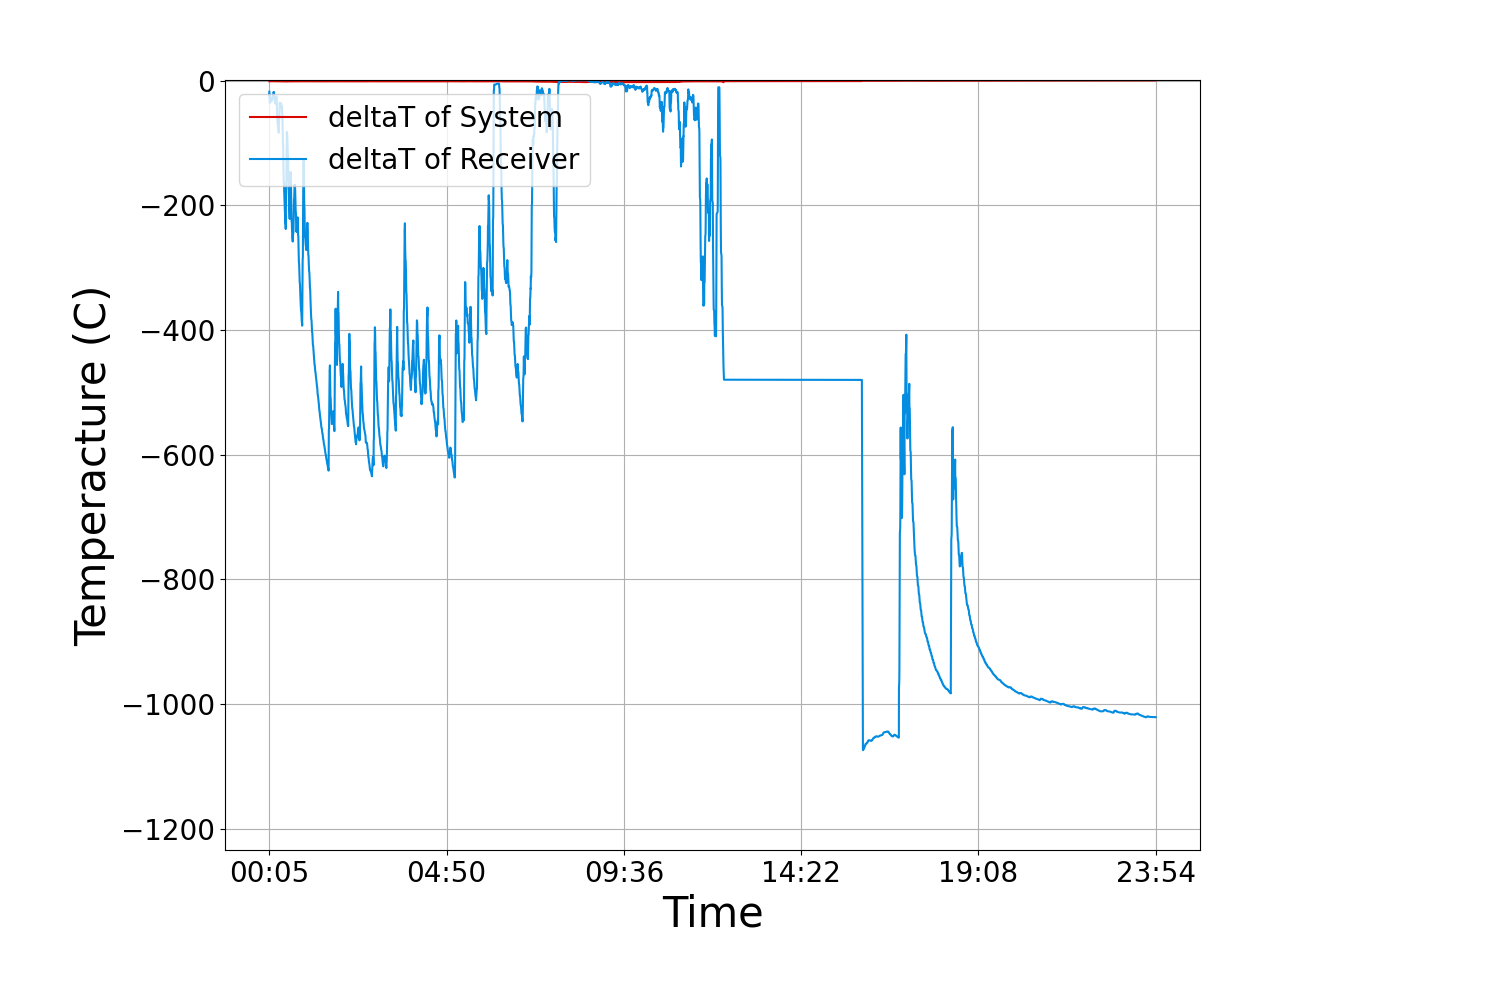 deltaT of System
deltaT of Receiver
0
−200
−400
−600
−800
−1000
−1200
Temperacture (C)
00:05 04:50 09:36 14:22 19:08 23:54
Time